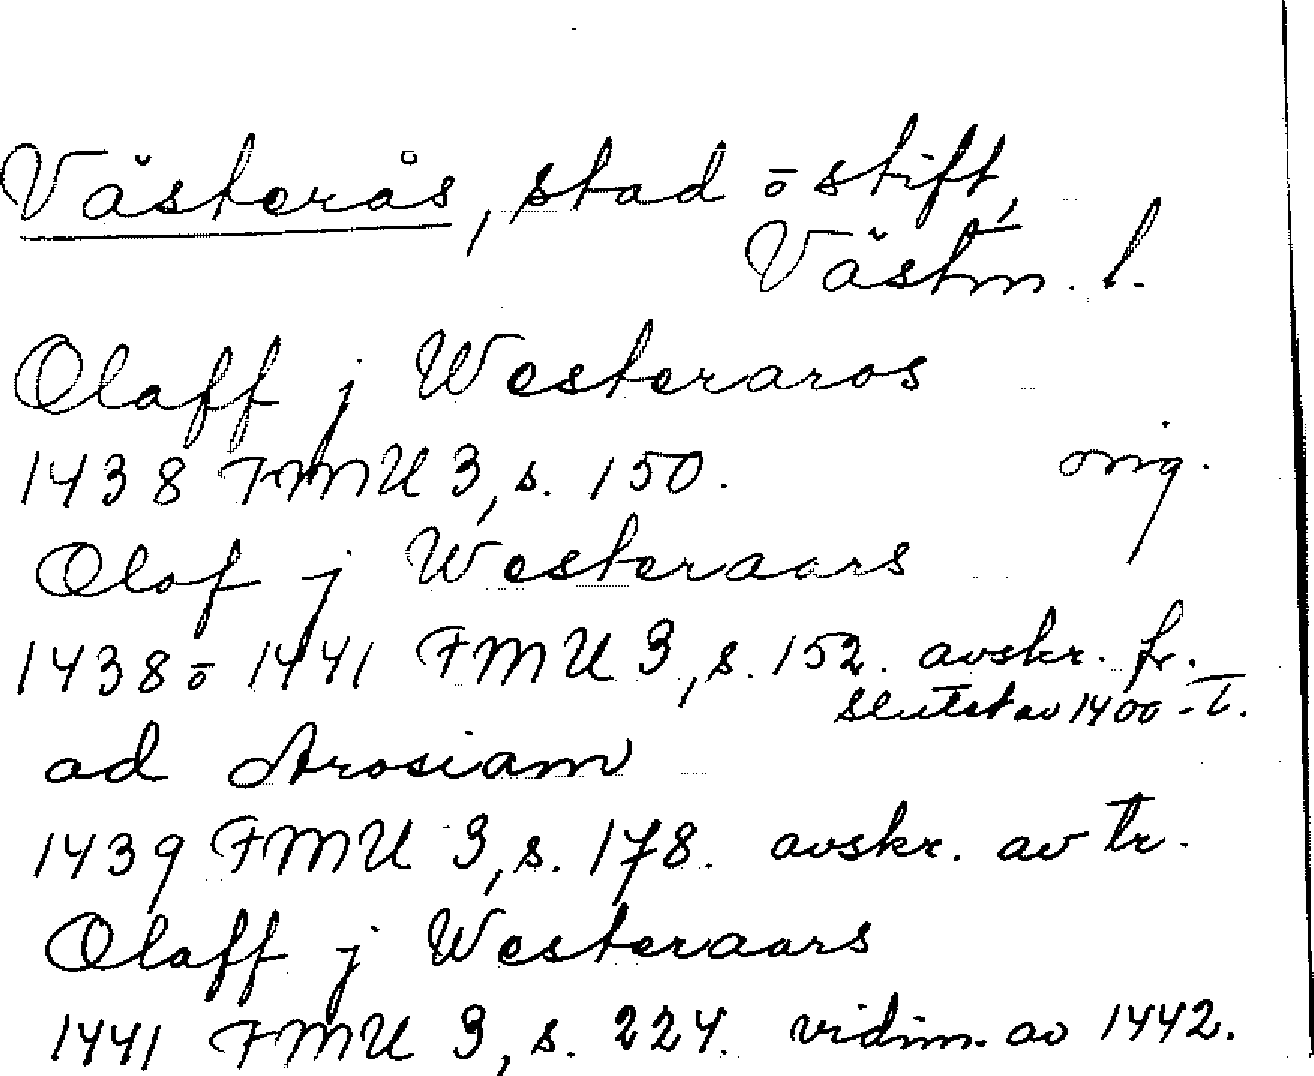 Västerås, stad ō stift,
Västm. l.
Olaff j Westeraros
1438 FMU 3, s. 150. orig.
Olof j Westeraars
1438 ō 1441 FMU 3, s. 152. avskr. fr.
slutet av 1400-t.
ad Arosiam
1439 FMU 3, s. 178. avskr. av tr.
Olaff j Westeraars
1441 FMU 3, s. 224. vidim. av 1442.